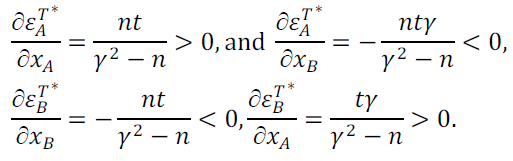 ∂ε_A^{T*}/∂x_A = nt/(γ² − n) > 0, and ∂ε_A^{T*}/∂x_B = − ntγ/(γ² − n) < 0,
∂ε_B^{T*}/∂x_B = − nt/(γ² − n) < 0, ∂ε_B^{T*}/∂x_A = tγ/(γ² − n) > 0.